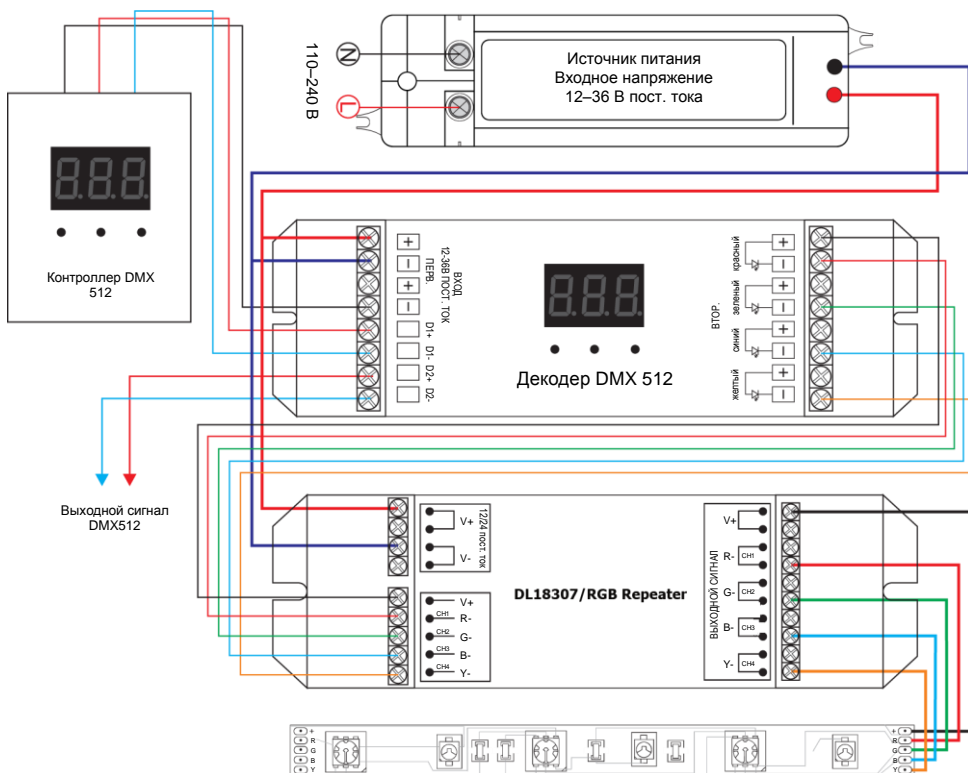 110–240 В
N
L
Источник питания
Входное напряжение
12–36 В пост. тока
888
Контроллер DMX
512
+
−
+
−
D1+
D1-
D2+
D2-
ПЕРВ.
12-36В ПОСТ. ТОК
ВХОД
888
Декодер DMX 512
ВТОР.
красный
зеленый
синий
желтый
+
−
+
−
+
−
+
−
Выходной сигнал
DMX512
V+
V-
12/24 пост. ток
V+
CH1 R-
CH2 G-
CH3 B-
CH4 Y-
DL18307/RGB Repeater
ВЫХОДНОЙ СИГНАЛ
V+
R- CH1
G- CH2
B- CH3
Y- CH4
+
R
G
B
Y
+
R
G
B
Y